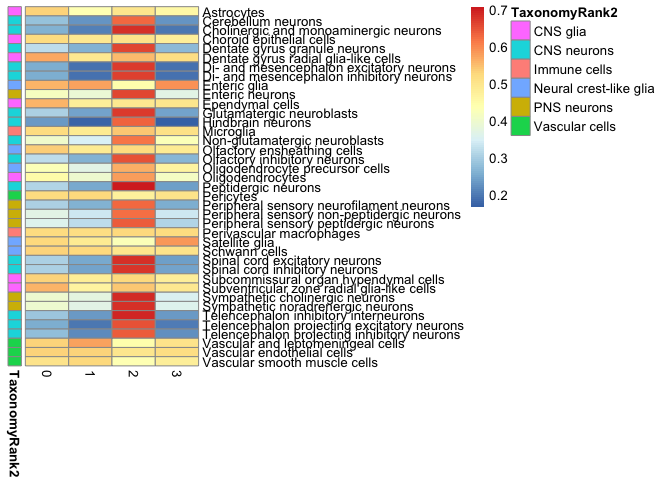 Astrocytes
Cerebellum neurons
Cholinergic and monoaminergic neurons
Choroid epithelial cells
Dentate gyrus granule neurons
Dentate gyrus radial glia-like cells
Di- and mesencephalon excitatory neurons
Di- and mesencephalon inhibitory neurons
Enteric glia
Enteric neurons
Ependymal cells
Glutamatergic neuroblasts
Hindbrain neurons
Microglia
Non-glutamatergic neuroblasts
Olfactory ensheathing cells
Olfactory inhibitory neurons
Oligodendrocyte precursor cells
Oligodendrocytes
Peptidergic neurons
Pericytes
Peripheral sensory neurofilament neurons
Peripheral sensory non-peptidergic neurons
Peripheral sensory peptidergic neurons
Perivascular macrophages
Satellite glia
Schwann cells
Spinal cord excitatory neurons
Spinal cord inhibitory neurons
Subcommissural organ hypendymal cells
Subventricular zone radial glia-like cells
Sympathetic cholinergic neurons
Sympathetic noradrenergic neurons
Telencephalon inhibitory interneurons
Telencephalon projecting excitatory neurons
Telencephalon projecting inhibitory neurons
Vascular and leptomeningeal cells
Vascular endothelial cells
Vascular smooth muscle cells
TaxonomyRank2
0
1
2
3
0.7
0.6
0.5
0.4
0.3
0.2
TaxonomyRank2
CNS glia
CNS neurons
Immune cells
Neural crest-like glia
PNS neurons
Vascular cells